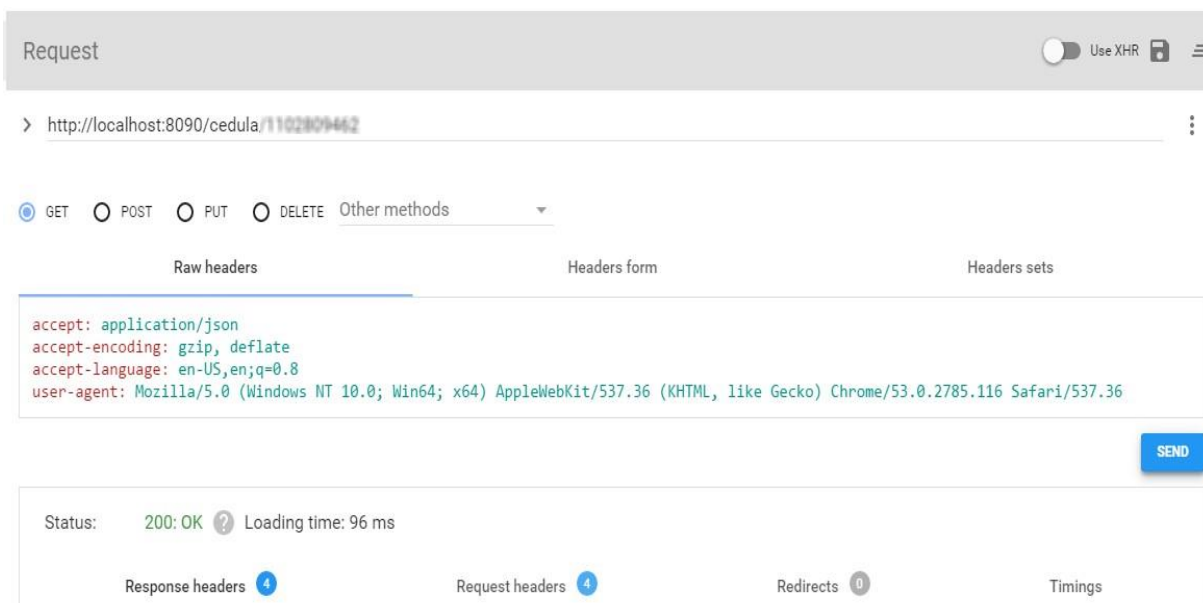 Request
Use XHR
http://localhost:8090/cedula/
GET POST PUT DELETE Other methods
Raw headers Headers form Headers sets
accept: application/json
accept-encoding: gzip, deflate
accept-language: en-US,en;q=0.8
user-agent: Mozilla/5.0 (Windows NT 10.0; Win64; x64) AppleWebKit/537.36 (KHTML, like Gecko) Chrome/53.0.2785.116 Safari/537.36
SEND
Status: 200: OK ? Loading time: 96 ms
Response headers 4 Request headers 4 Redirects 0 Timings